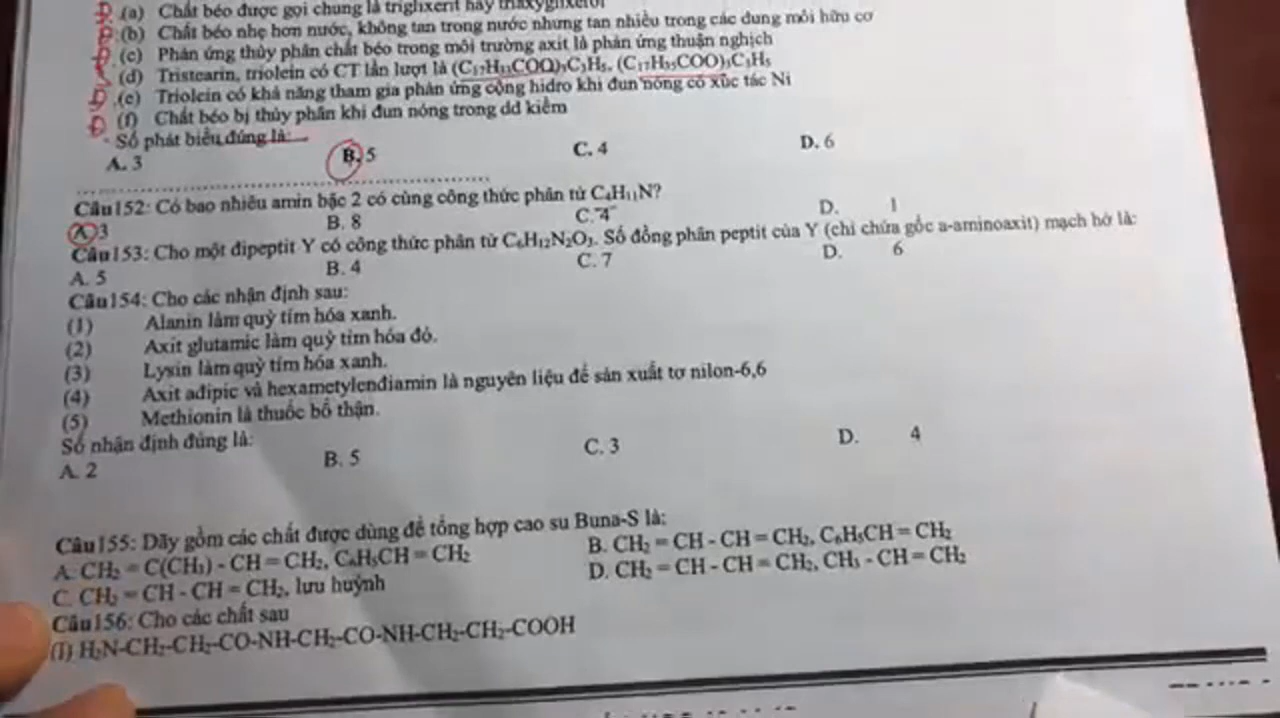 Đ (a) Chất béo được gọi chung là triglixerit hay triaxylglixerol
Đ (b) Chất béo nhẹ hơn nước, không tan trong nước nhưng tan nhiều trong các dung môi hữu cơ
Đ (c) Phản ứng thủy phân chất béo trong môi trường axit là phản ứng thuận nghịch
(d) Tristearin, triolein có CT lần lượt là (C₁₇H₃₃COO)₃C₃H₅, (C₁₇H₃₅COO)₃C₃H₅
Đ (e) Triolein có khả năng tham gia phản ứng cộng hidro khi đun nóng có xúc tác Ni
Đ (f) Chất béo bị thủy phân khi đun nóng trong dd kiềm
- Số phát biểu đúng là:
A. 3 B. 5 C. 4 D. 6
Câu152: Có bao nhiêu amin bậc 2 có cùng công thức phân tử C₄H₁₁N?
A. 3 B. 8 C. 4 D. 1
Câu153: Cho một đipeptit Y có công thức phân tử C₆H₁₂N₂O₃. Số đồng phân peptit của Y (chỉ chứa gốc a-aminoaxit) mạch hở là:
A. 5 B. 4 C. 7 D. 6
Câu154: Cho các nhận định sau:
(1) Alanin làm quỳ tím hóa xanh.
(2) Axit glutamic làm quỳ tím hóa đỏ.
(3) Lysin làm quỳ tím hóa xanh.
(4) Axit ađipic và hexametylenđiamin là nguyên liệu để sản xuất tơ nilon-6,6
(5) Methionin là thuốc bổ thận.
Số nhận định đúng là:
A. 2 B. 5 C. 3 D. 4
Câu155: Dãy gồm các chất được dùng để tổng hợp cao su Buna-S là:
A. CH₂ = C(CH₃) - CH = CH₂, C₆H₅CH = CH₂ B. CH₂ = CH - CH = CH₂, C₆H₅CH = CH₂
C. CH₂ = CH - CH = CH₂, lưu huỳnh D. CH₂ = CH - CH = CH₂, CH₃ - CH = CH₂
Câu156: Cho các chất sau
(I) H₂N-CH₂-CH₂-CO-NH-CH₂-CO-NH-CH₂-CH₂-COOH